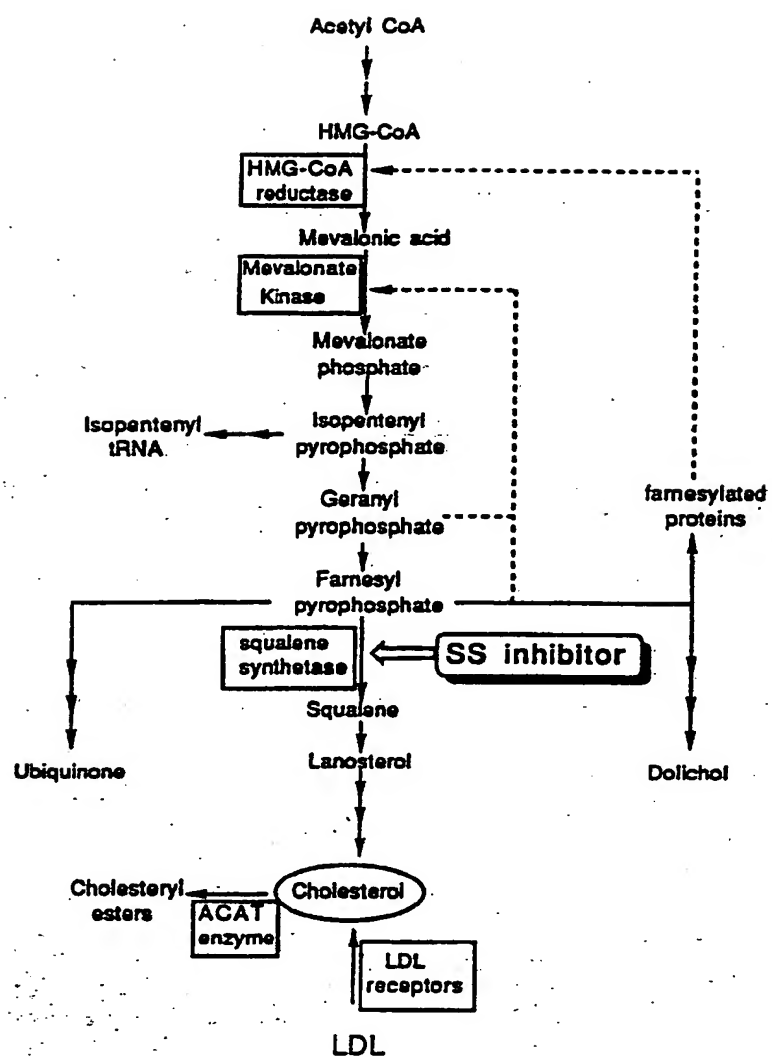 Acetyl CoA
HMG-CoA
HMG-CoA
reductase
Mevalonic acid
Mevalonate
Kinase
Mevalonate
phosphate
Isopentenyl
tRNA.
Isopentenyl
pyrophosphate
Geranyl
pyrophosphate
farnesylated
proteins
Farnesyl
pyrophosphate
squalene
synthetase
SS inhibitor
Squalene
Ubiquinone
Lanosterol
Dolichol
Cholesteryl
esters
Cholesterol
ACAT
enzyme
LDL
receptors
LDL